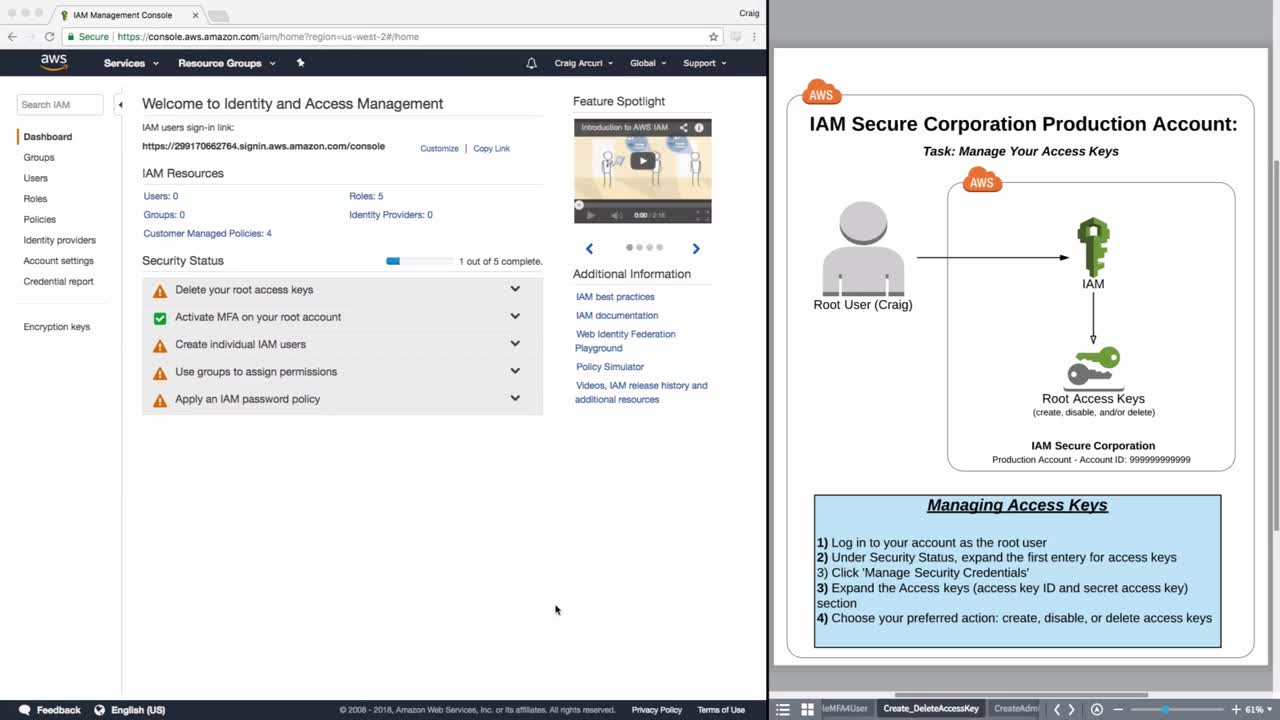 IAM Management Console
Craig
Secure | https://console.aws.amazon.com/iam/home?region=us-west-2#/home
aws
Services
Resource Groups
Craig Arcuri
Global
Support
Search IAM
Dashboard
Groups
Users
Roles
Policies
Identity providers
Account settings
Credential report
Encryption keys
Welcome to Identity and Access Management
IAM users sign-in link:
https://299170662764.signin.aws.amazon.com/console
Customize | Copy Link
IAM Resources
Users: 0
Roles: 5
Groups: 0
Identity Providers: 0
Customer Managed Policies: 4
Security Status
1 out of 5 complete.
Delete your root access keys
Activate MFA on your root account
Create individual IAM users
Use groups to assign permissions
Apply an IAM password policy
Feature Spotlight
Introduction to AWS IAM
0:00 / 2:16
Additional Information
IAM best practices
IAM documentation
Web Identity Federation
Playground
Policy Simulator
Videos, IAM release history and
additional resources
Feedback
English (US)
© 2008 - 2018, Amazon Web Services, Inc. or its affiliates. All rights reserved.
Privacy Policy
Terms of Use
AWS
IAM Secure Corporation Production Account:
Task: Manage Your Access Keys
AWS
Root User (Craig)
IAM
Root Access Keys
(create, disable, and/or delete)
IAM Secure Corporation
Production Account - Account ID: 999999999999
Managing Access Keys
1) Log in to your account as the root user
2) Under Security Status, expand the first entery for access keys
3) Click 'Manage Security Credentials'
3) Expand the Access keys (access key ID and secret access key)
section
4) Choose your preferred action: create, disable, or delete access keys
leMFA4User
Create_DeleteAccessKey
CreateAdmi
61%